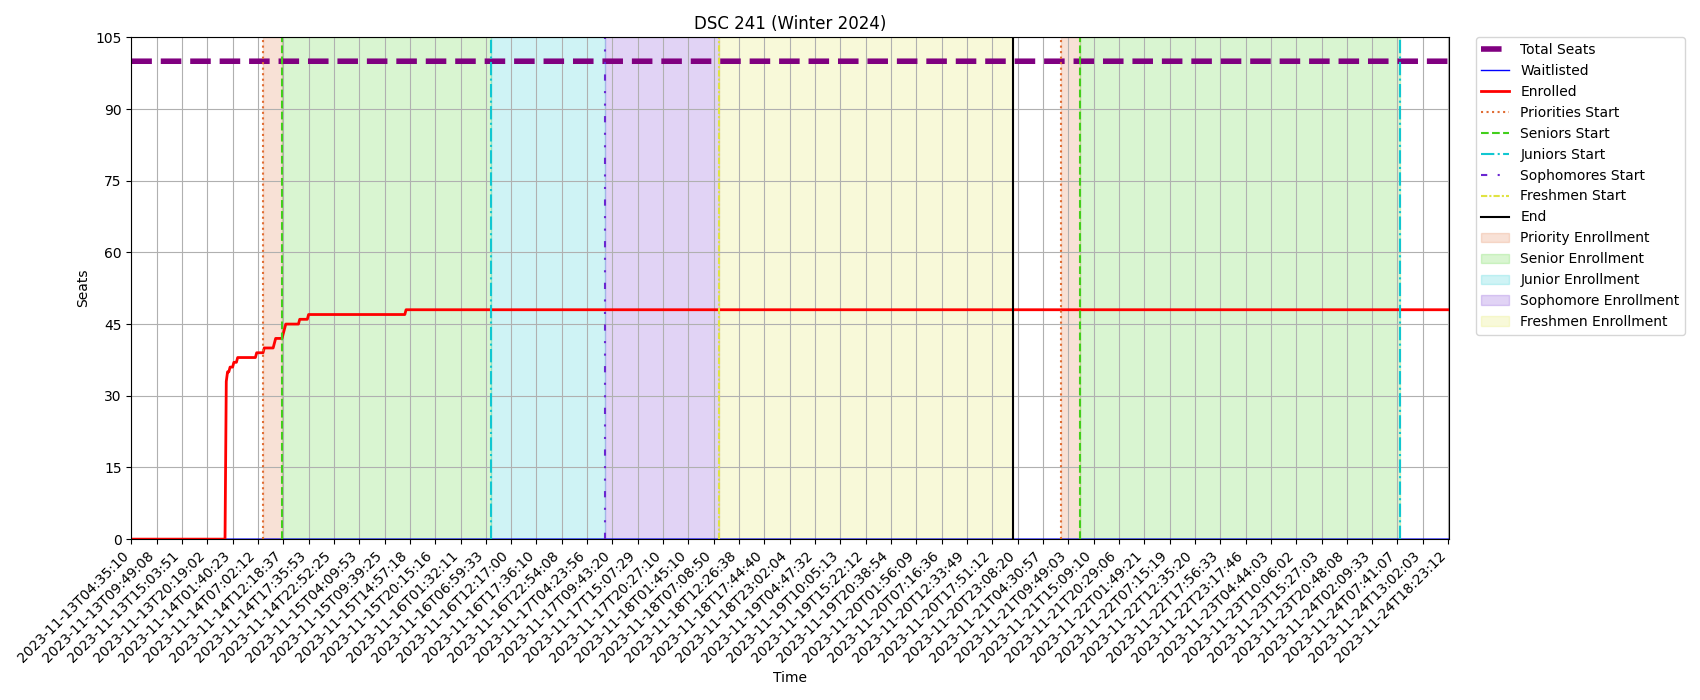 DSC 241 (Winter 2024)
105
90
75
60
45
30
15
0
Seats
2023-11-13T04:35:10
2023-11-13T09:49:08
2023-11-13T15:03:51
2023-11-13T20:19:02
2023-11-14T01:40:23
2023-11-14T07:02:12
2023-11-14T12:18:37
2023-11-14T17:35:53
2023-11-14T22:52:25
2023-11-15T04:09:53
2023-11-15T09:39:25
2023-11-15T14:57:18
2023-11-15T20:15:16
2023-11-16T01:32:11
2023-11-16T06:59:33
2023-11-16T12:17:00
2023-11-16T17:36:10
2023-11-16T22:54:08
2023-11-17T04:23:56
2023-11-17T09:43:20
2023-11-17T15:07:29
2023-11-17T20:27:10
2023-11-18T01:45:10
2023-11-18T07:08:50
2023-11-18T12:26:38
2023-11-18T17:44:40
2023-11-18T23:02:04
2023-11-19T04:47:32
2023-11-19T10:05:13
2023-11-19T15:22:12
2023-11-19T20:38:54
2023-11-20T01:56:09
2023-11-20T07:16:36
2023-11-20T12:33:49
2023-11-20T17:51:12
2023-11-20T23:08:20
2023-11-21T04:30:57
2023-11-21T09:49:03
2023-11-21T15:09:10
2023-11-21T20:29:06
2023-11-22T01:49:21
2023-11-22T07:15:19
2023-11-22T12:35:20
2023-11-22T17:56:33
2023-11-22T23:17:46
2023-11-23T04:44:03
2023-11-23T10:06:02
2023-11-23T15:27:03
2023-11-23T20:48:08
2023-11-24T02:09:33
2023-11-24T07:41:07
2023-11-24T13:02:03
2023-11-24T18:23:12
Time
Total Seats
Waitlisted
Enrolled
Priorities Start
Seniors Start
Juniors Start
Sophomores Start
Freshmen Start
End
Priority Enrollment
Senior Enrollment
Junior Enrollment
Sophomore Enrollment
Freshmen Enrollment